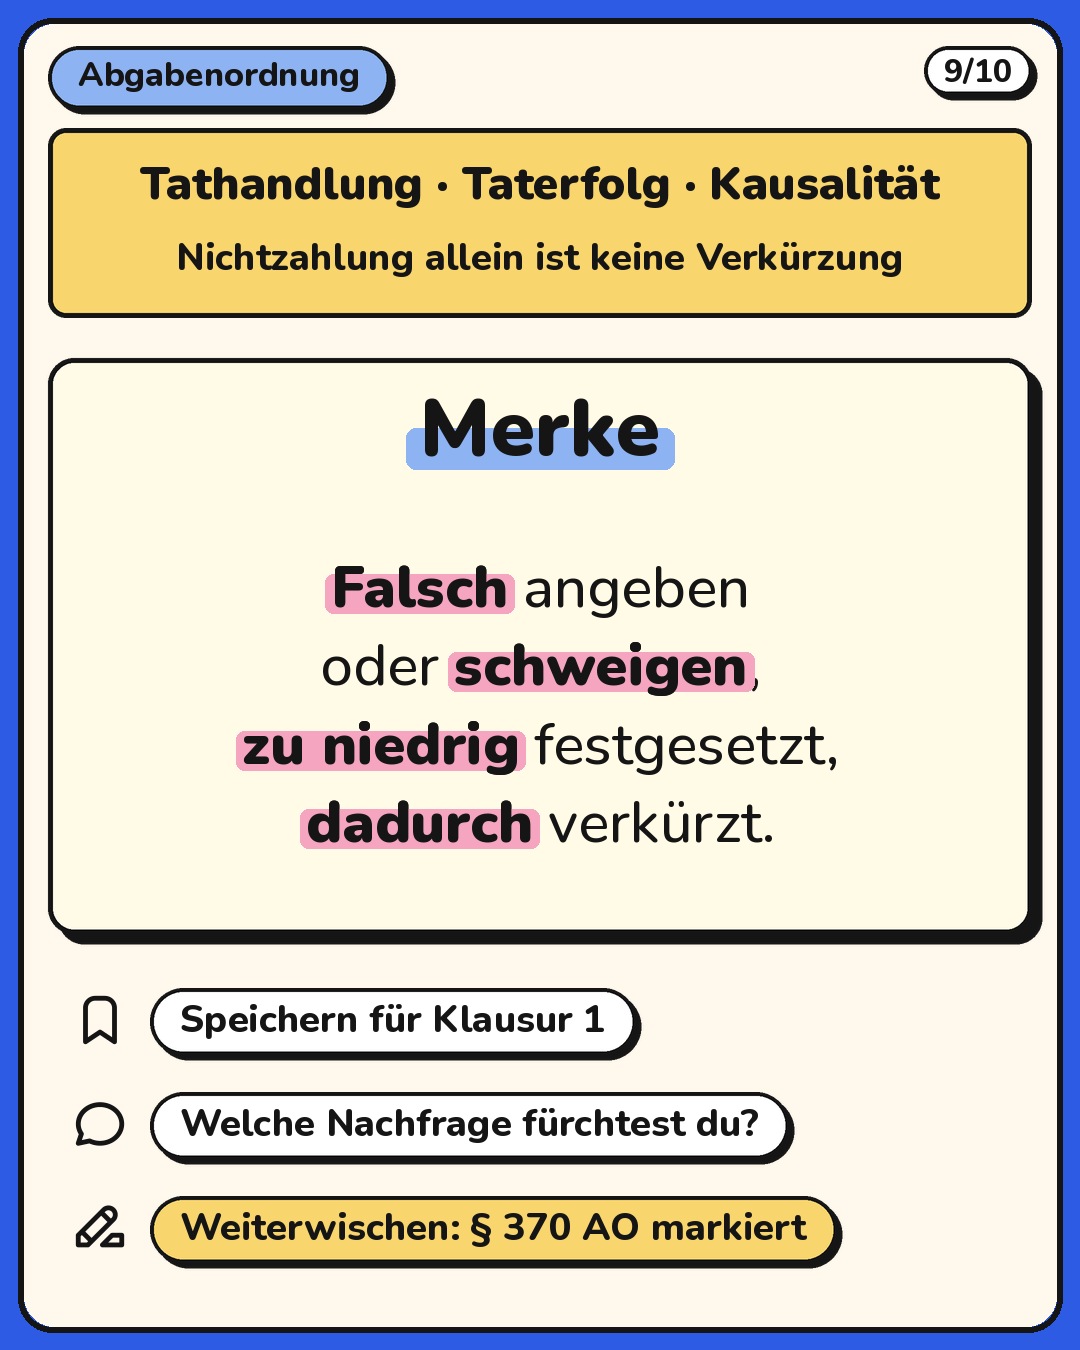 Abgabenordnung
9/10
Tathandlung · Taterfolg · Kausalität
Nichtzahlung allein ist keine Verkürzung
Merke
Falsch angeben
oder schweigen,
zu niedrig festgesetzt,
dadurch verkürzt.
Speichern für Klausur 1
Welche Nachfrage fürchtest du?
Weiterwischen: § 370 AO markiert